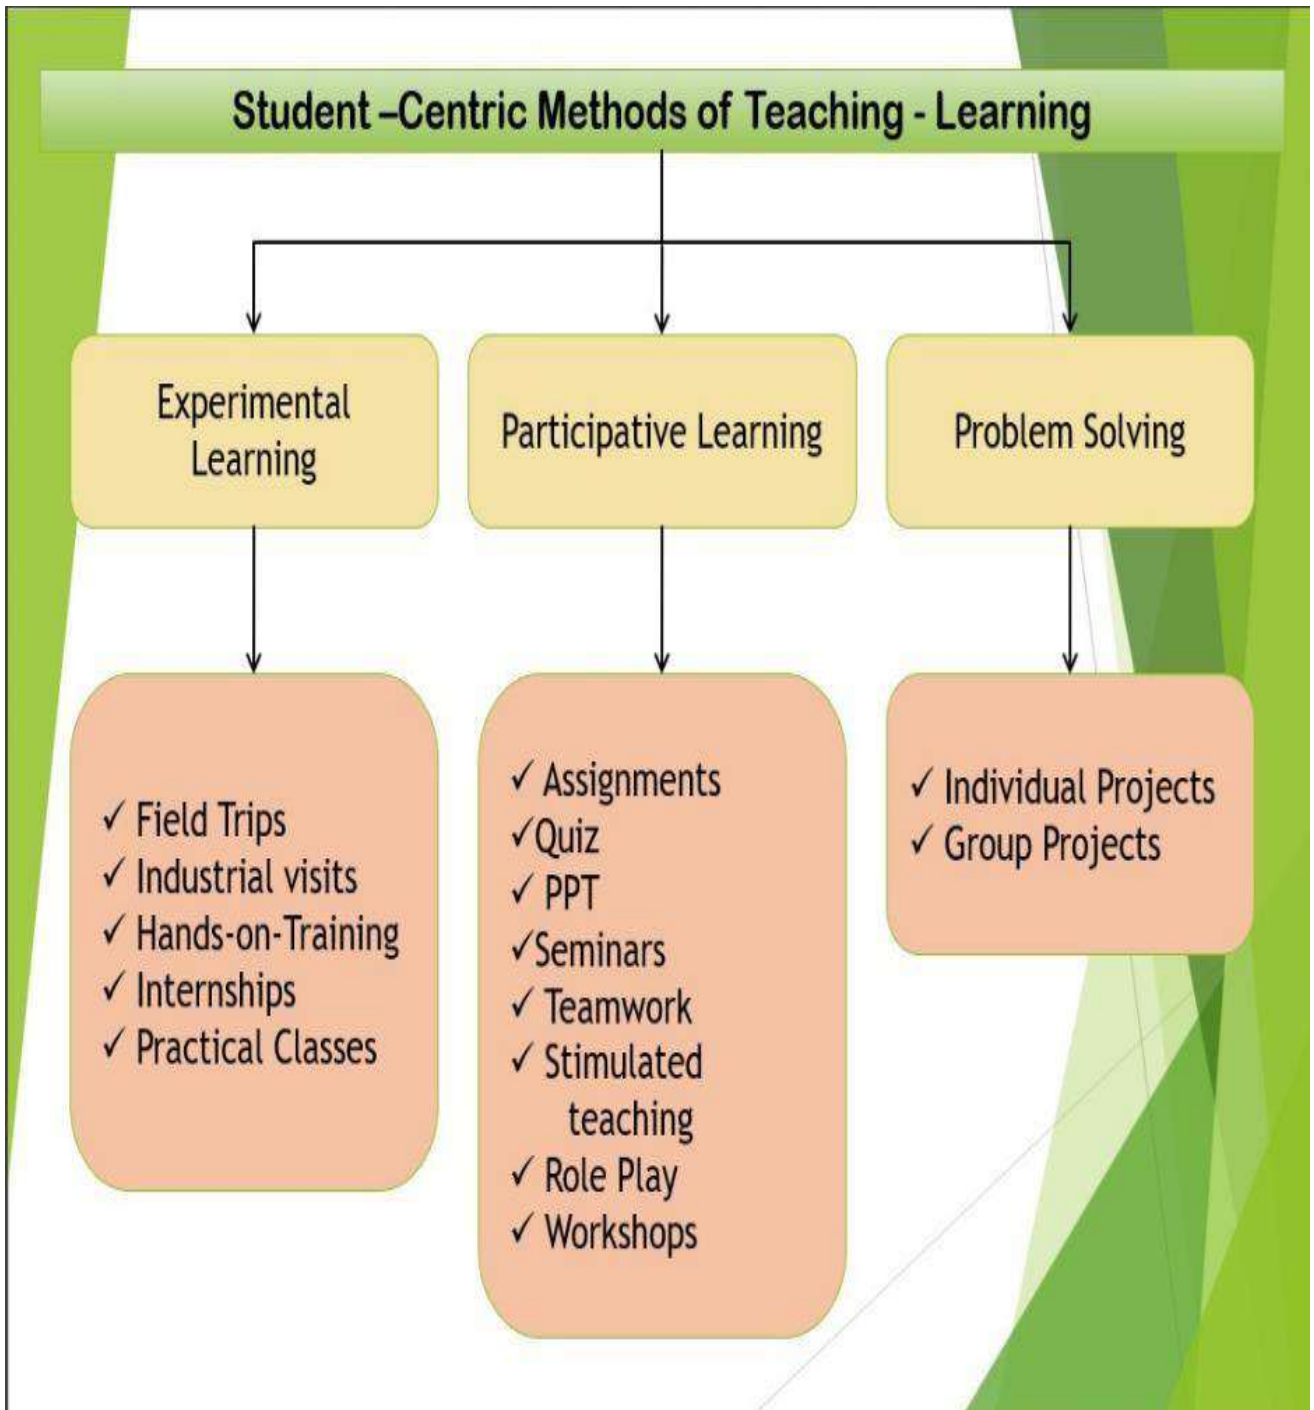 Student –Centric Methods of Teaching - Learning
Experimental
Learning
Participative Learning
Problem Solving
✓ Field Trips
✓ Industrial visits
✓ Hands-on-Training
✓ Internships
✓ Practical Classes
✓ Assignments
✓Quiz
✓ PPT
✓Seminars
✓ Teamwork
✓ Stimulated
teaching
✓ Role Play
✓ Workshops
✓ Individual Projects
✓ Group Projects